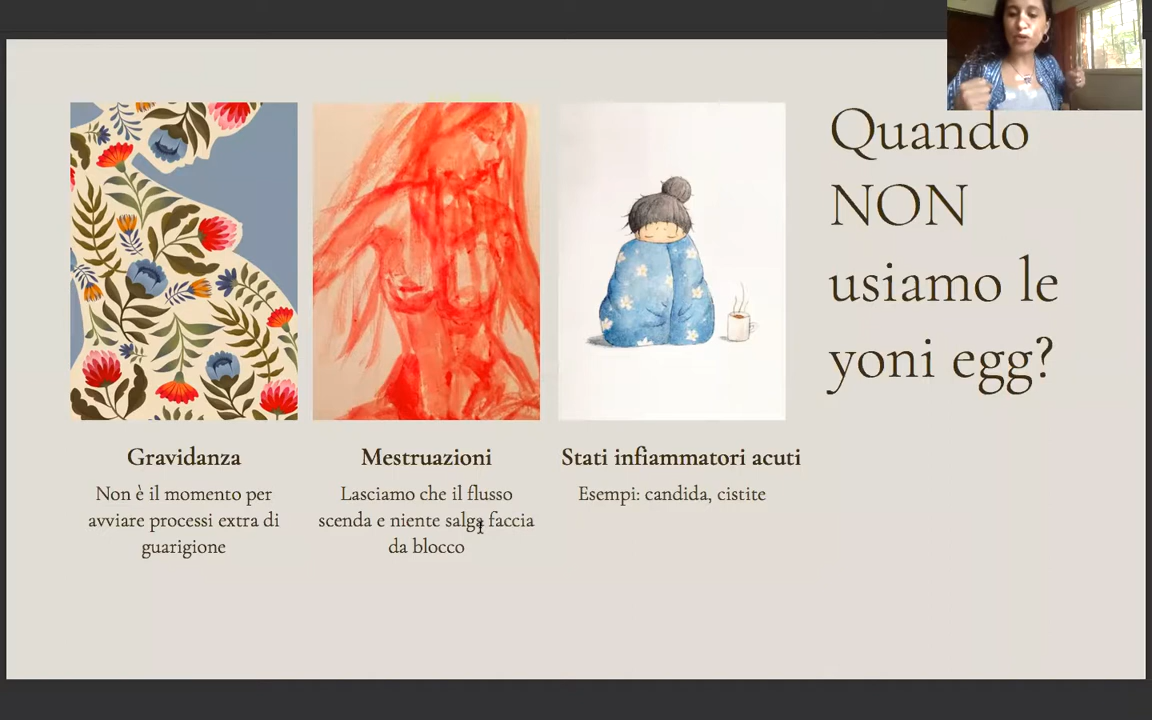 Quando
NON
usiamo le
yoni egg?
Gravidanza
Non è il momento per
avviare processi extra di
guarigione
Mestruazioni
Lasciamo che il flusso
scenda e niente salga faccia
da blocco
Stati infiammatori acuti
Esempi: candida, cistite